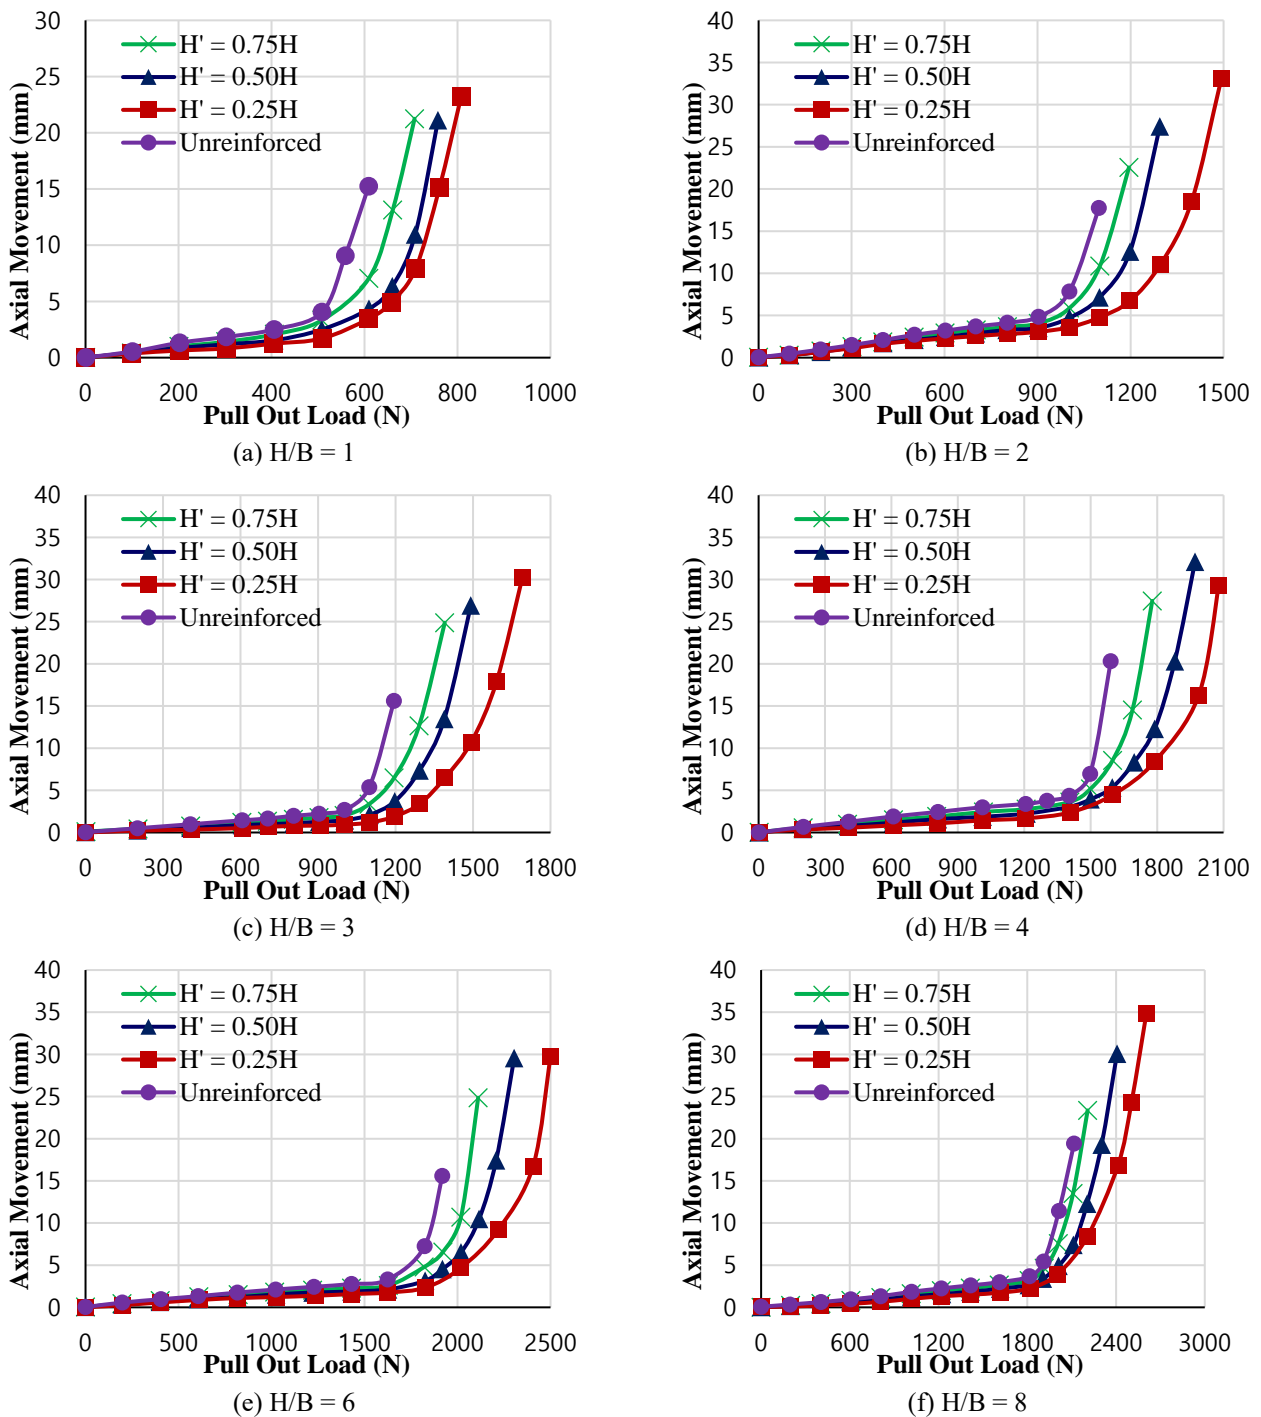 30
25
20
15
10
5
0
Axial Movement (mm)
H' = 0.75H
H' = 0.50H
H' = 0.25H
Unreinforced
0 200 400 600 800 1000
Pull Out Load (N)
(a) H/B = 1
40
35
30
25
20
15
10
5
0
Axial Movement (mm)
H' = 0.75H
H' = 0.50H
H' = 0.25H
Unreinforced
0 300 600 900 1200 1500
Pull Out Load (N)
(b) H/B = 2
40
35
30
25
20
15
10
5
0
Axial Movement (mm)
H' = 0.75H
H' = 0.50H
H' = 0.25H
Unreinforced
0 300 600 900 1200 1500 1800
Pull Out Load (N)
(c) H/B = 3
40
35
30
25
20
15
10
5
0
Axial Movement (mm)
H' = 0.75H
H' = 0.50H
H' = 0.25H
Unreinforced
0 300 600 900 1200 1500 1800 2100
Pull Out Load (N)
(d) H/B = 4
40
35
30
25
20
15
10
5
0
Axial Movement (mm)
H' = 0.75H
H' = 0.50H
H' = 0.25H
Unreinforced
0 500 1000 1500 2000 2500
Pull Out Load (N)
(e) H/B = 6
40
35
30
25
20
15
10
5
0
Axial Movement (mm)
H' = 0.75H
H' = 0.50H
H' = 0.25H
Unreinforced
0 600 1200 1800 2400 3000
Pull Out Load (N)
(f) H/B = 8